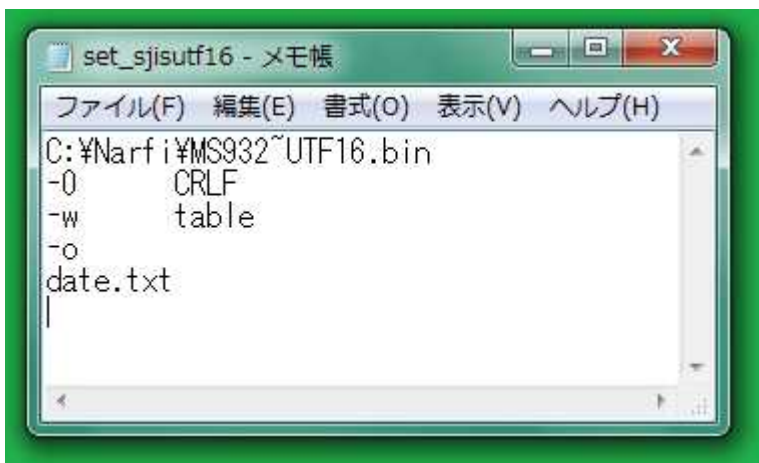 set_sjisutf16 - メモ帳
ファイル(F) 編集(E) 書式(O) 表示(V) ヘルプ(H)
C:¥Narfi¥MS932~UTF16.bin
-O CRLF
-w table
-o
date.txt